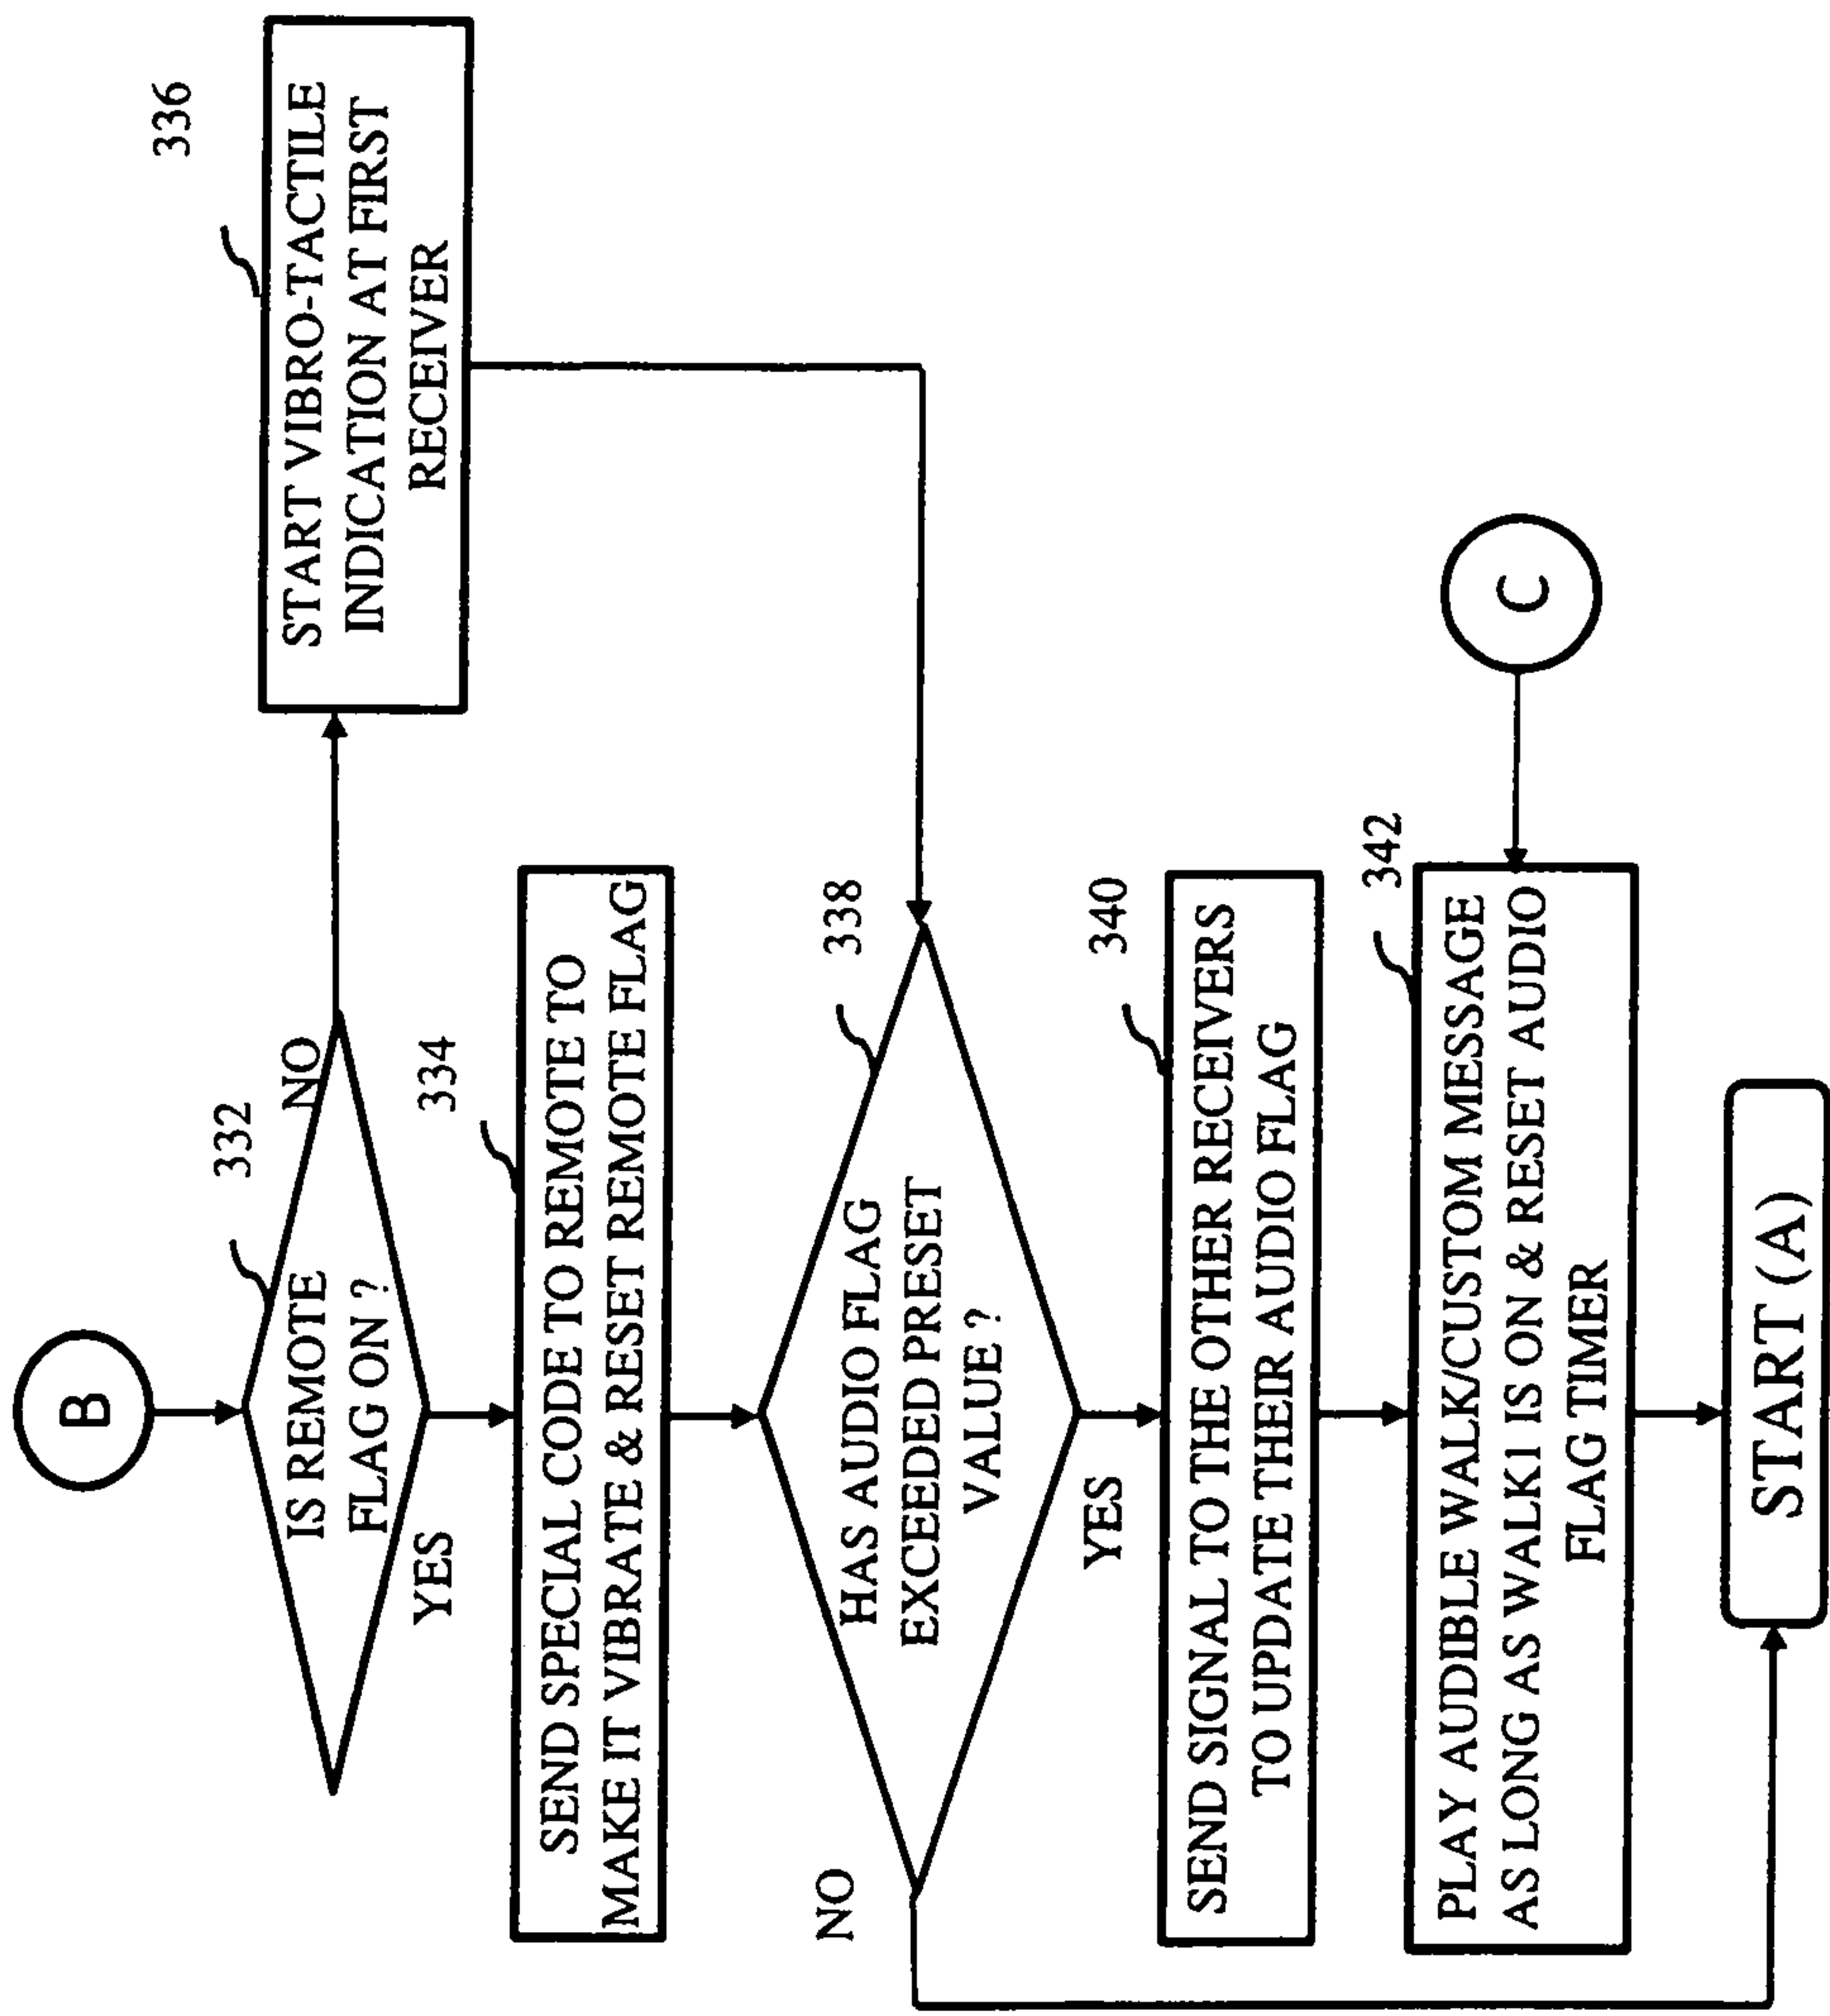 B
332
IS REMOTE
FLAG ON ?
NO
YES
336
START VIBRO-TACTILE
INDICATION AT FIRST
RECEIVER
334
SEND SPECIAL CODE TO REMOTE TO
MAKE IT VIBRATE & RESET REMOTE FLAG
338
HAS AUDIO FLAG
EXCEEDED PRESET
VALUE ?
NO
YES
340
SEND SIGNAL TO THE OTHER RECEIVERS
TO UPDATE THEIR AUDIO FLAG
342
C
PLAY AUDIBLE WALK/CUSTOM MESSAGE
AS LONG AS WALK1 IS ON & RESET AUDIO
FLAG TIMER
START (A)